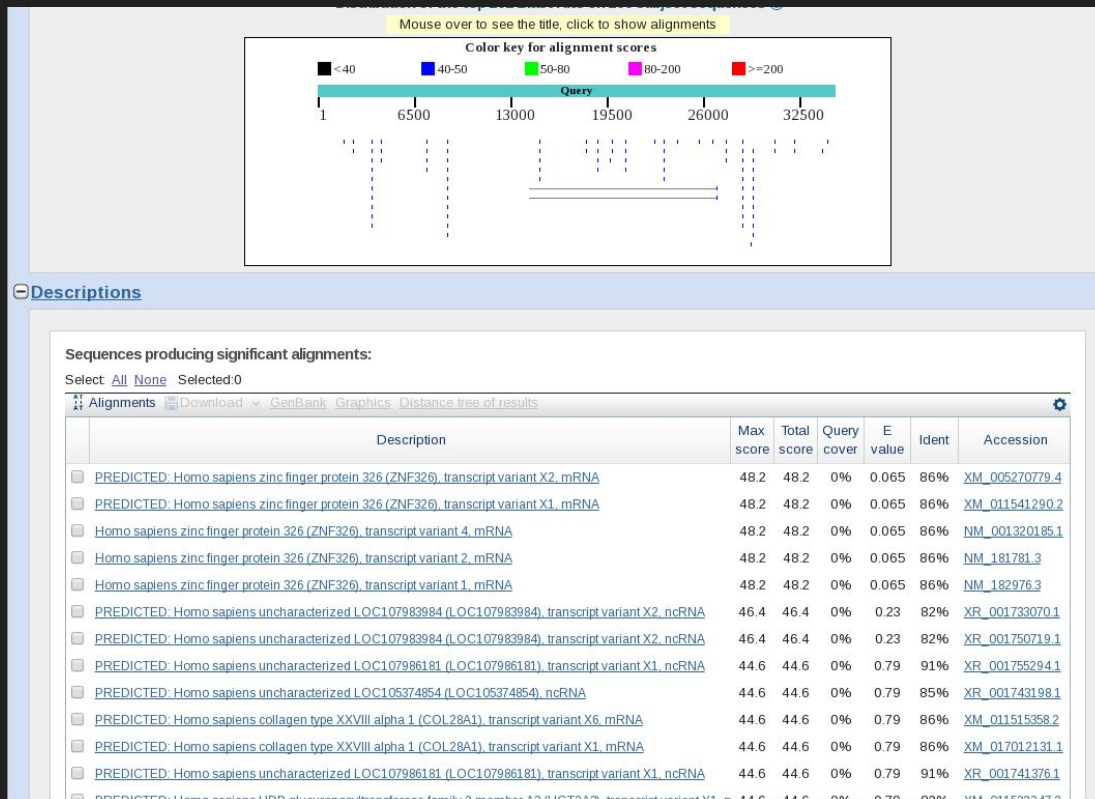 Mouse over to see the title, click to show alignments
Color key for alignment scores
<40 40-50 50-80 80-200 >=200
Query
1 6500 13000 19500 26000 32500
Descriptions
Sequences producing significant alignments:
Select: All None Selected:0
Alignments Download GenBank Graphics Distance tree of results
Description Max score Total score Query cover E value Ident Accession
PREDICTED: Homo sapiens zinc finger protein 326 (ZNF326), transcript variant X2, mRNA 48.2 48.2 0% 0.065 86% XM_005270779.4
PREDICTED: Homo sapiens zinc finger protein 326 (ZNF326), transcript variant X1, mRNA 48.2 48.2 0% 0.065 86% XM_011541290.2
Homo sapiens zinc finger protein 326 (ZNF326), transcript variant 4, mRNA 48.2 48.2 0% 0.065 86% NM_001320185.1
Homo sapiens zinc finger protein 326 (ZNF326), transcript variant 2, mRNA 48.2 48.2 0% 0.065 86% NM_181781.3
Homo sapiens zinc finger protein 326 (ZNF326), transcript variant 1, mRNA 48.2 48.2 0% 0.065 86% NM_182976.3
PREDICTED: Homo sapiens uncharacterized LOC107983984 (LOC107983984), transcript variant X2, ncRNA 46.4 46.4 0% 0.23 82% XR_001733070.1
PREDICTED: Homo sapiens uncharacterized LOC107983984 (LOC107983984), transcript variant X2, ncRNA 46.4 46.4 0% 0.23 82% XR_001750719.1
PREDICTED: Homo sapiens uncharacterized LOC107986181 (LOC107986181), transcript variant X1, ncRNA 44.6 44.6 0% 0.79 91% XR_001755294.1
PREDICTED: Homo sapiens uncharacterized LOC105374854 (LOC105374854), ncRNA 44.6 44.6 0% 0.79 85% XR_001743198.1
PREDICTED: Homo sapiens collagen type XXVIII alpha 1 (COL28A1), transcript variant X6, mRNA 44.6 44.6 0% 0.79 86% XM_011515358.2
PREDICTED: Homo sapiens collagen type XXVIII alpha 1 (COL28A1), transcript variant X1, mRNA 44.6 44.6 0% 0.79 86% XM_017012131.1
PREDICTED: Homo sapiens uncharacterized LOC107986181 (LOC107986181), transcript variant X1, ncRNA 44.6 44.6 0% 0.79 91% XR_001741376.1